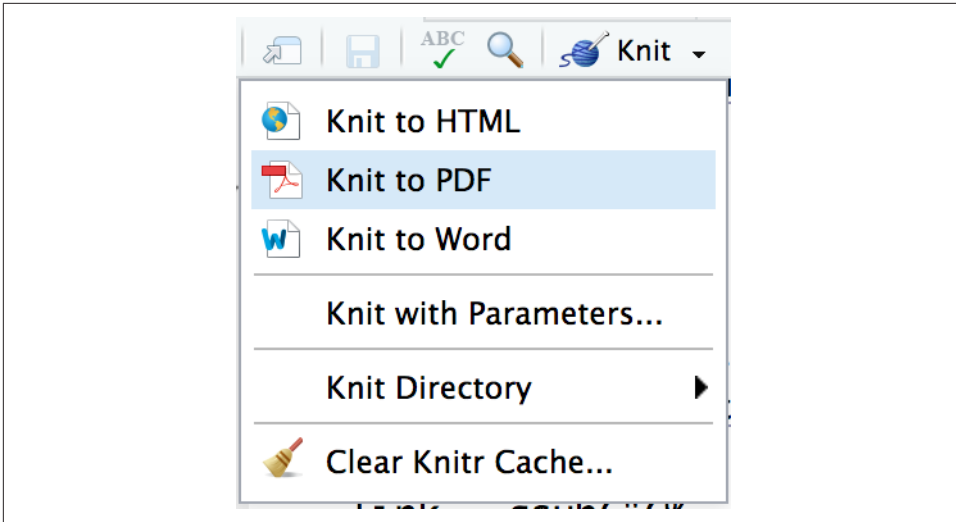 ABC
Knit
Knit to HTML
Knit to PDF
Knit to Word
Knit with Parameters...
Knit Directory
Clear Knitr Cache...